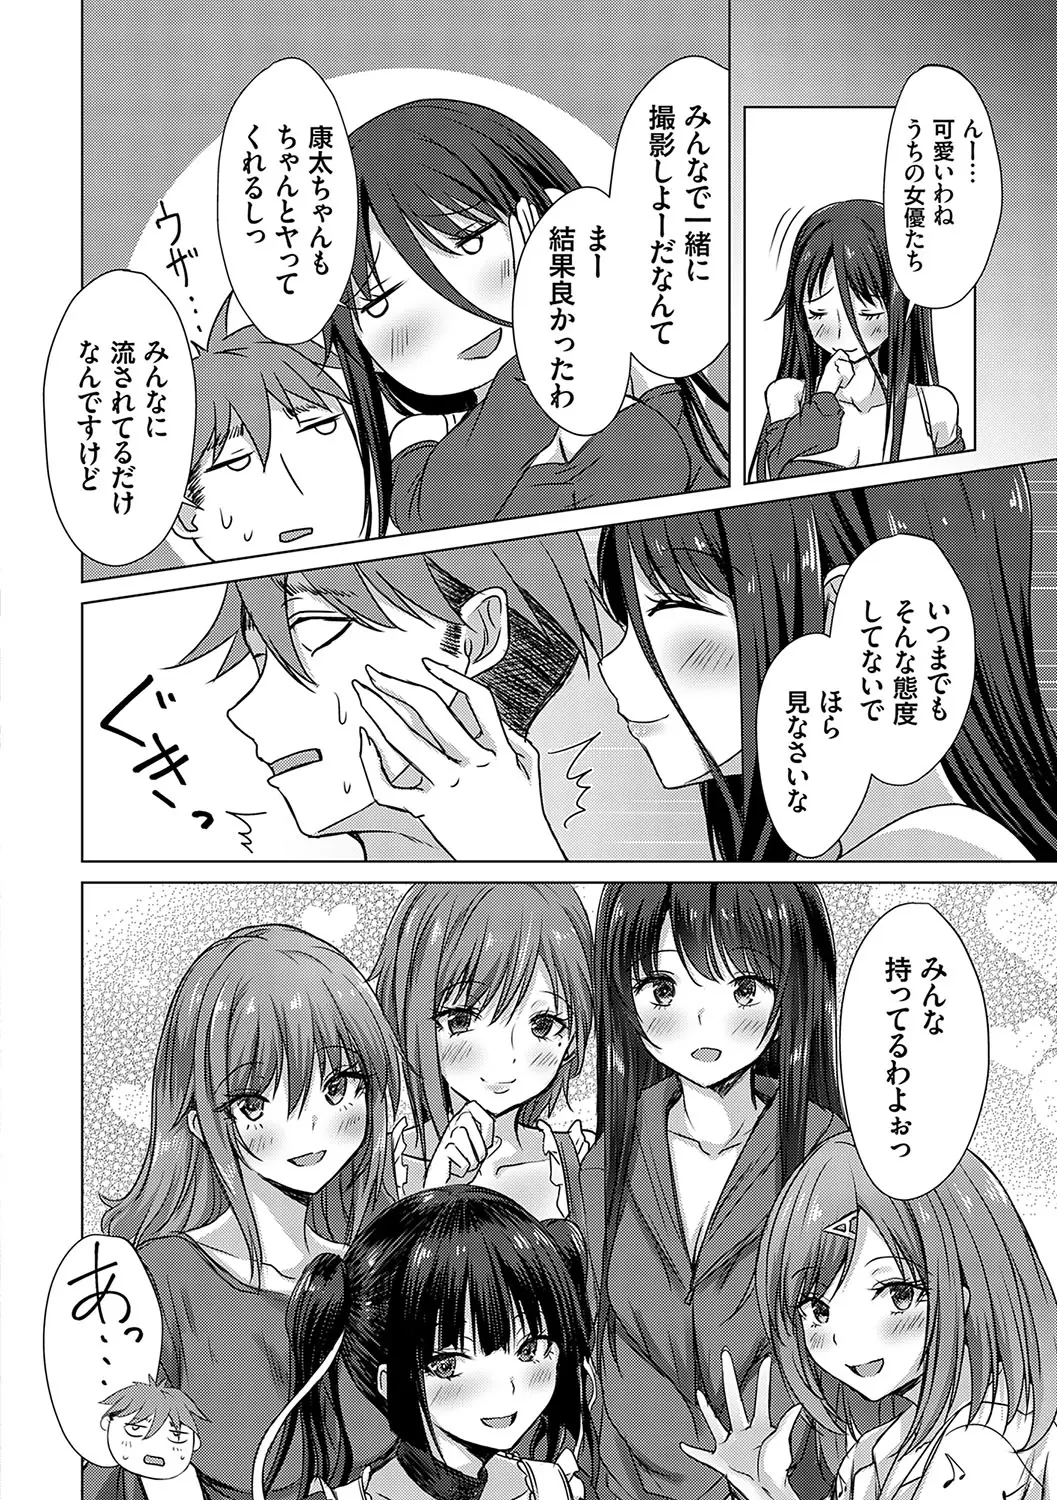 んー…
可愛いわね
うちの女優たち
みんなで一緒に
撮影しよーだなんて
まー
結果良かったわ
康太ちゃんも
ちゃんとヤって
くれるしっ
ウザ…
みんなに
流されてるだけ
なんですけど
いつまでも
そんな態度
してないで
ほら
見なさいな
ぐきっ
みんな
持ってるわよぉっ
あっ…